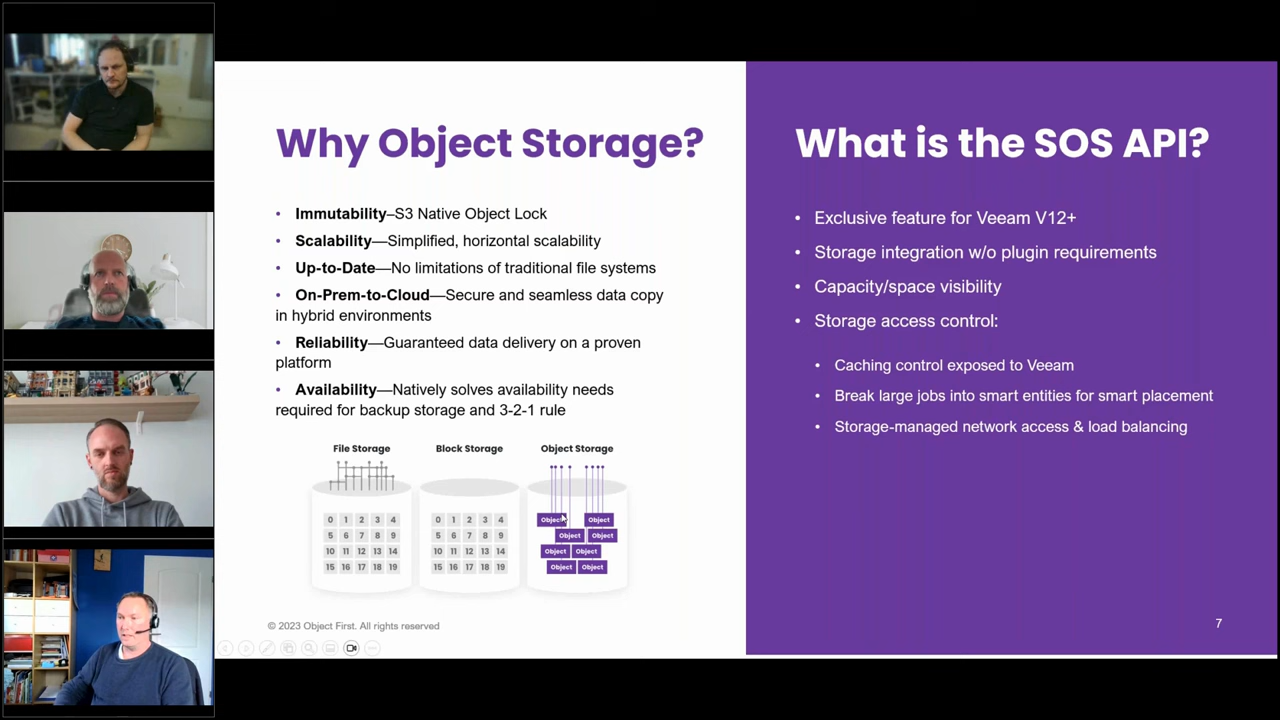 Why Object Storage?
• Immutability–S3 Native Object Lock
• Scalability—Simplified, horizontal scalability
• Up-to-Date—No limitations of traditional file systems
• On-Prem-to-Cloud—Secure and seamless data copy
in hybrid environments
• Reliability—Guaranteed data delivery on a proven
platform
• Availability—Natively solves availability needs
required for backup storage and 3-2-1 rule
File Storage
0 1 2 3 4
5 6 7 8 9
10 11 12 13 14
15 16 17 18 19
Block Storage
0 1 2 3 4
5 6 7 8 9
10 11 12 13 14
15 16 17 18 19
Object Storage
Object Object
Object Object
Object Object
Object Object
© 2023 Object First. All rights reserved
What is the SOS API?
• Exclusive feature for Veeam V12+
• Storage integration w/o plugin requirements
• Capacity/space visibility
• Storage access control:
• Caching control exposed to Veeam
• Break large jobs into smart entities for smart placement
• Storage-managed network access & load balancing
7